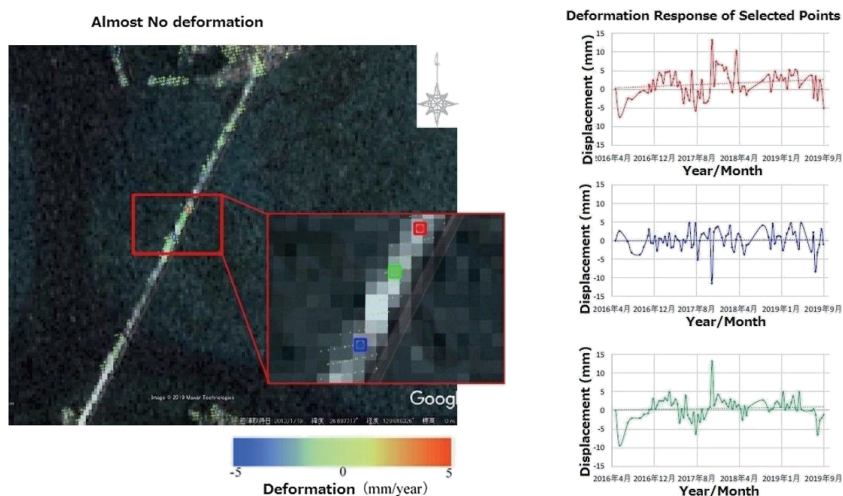 Almost No deformation
Image © 2019 Maxar Technologies
Goog
-5
0
5
Deformation (mm/year)
Deformation Response of Selected Points
Displacement (mm)
15
10
5
0
-5
-10
-15
2016年4月 2016年12月 2017年8月 2018年4月 2019年1月 2019年9月
Year/Month
Displacement (mm)
15
10
5
0
-5
-10
-15
2016年4月 2016年12月 2017年8月 2018年4月 2019年1月 2019年9月
Year/Month
Displacement (mm)
15
10
5
0
-5
-10
-15
2016年4月 2016年12月 2017年8月 2018年4月 2019年1月 2019年9月
Year/Month